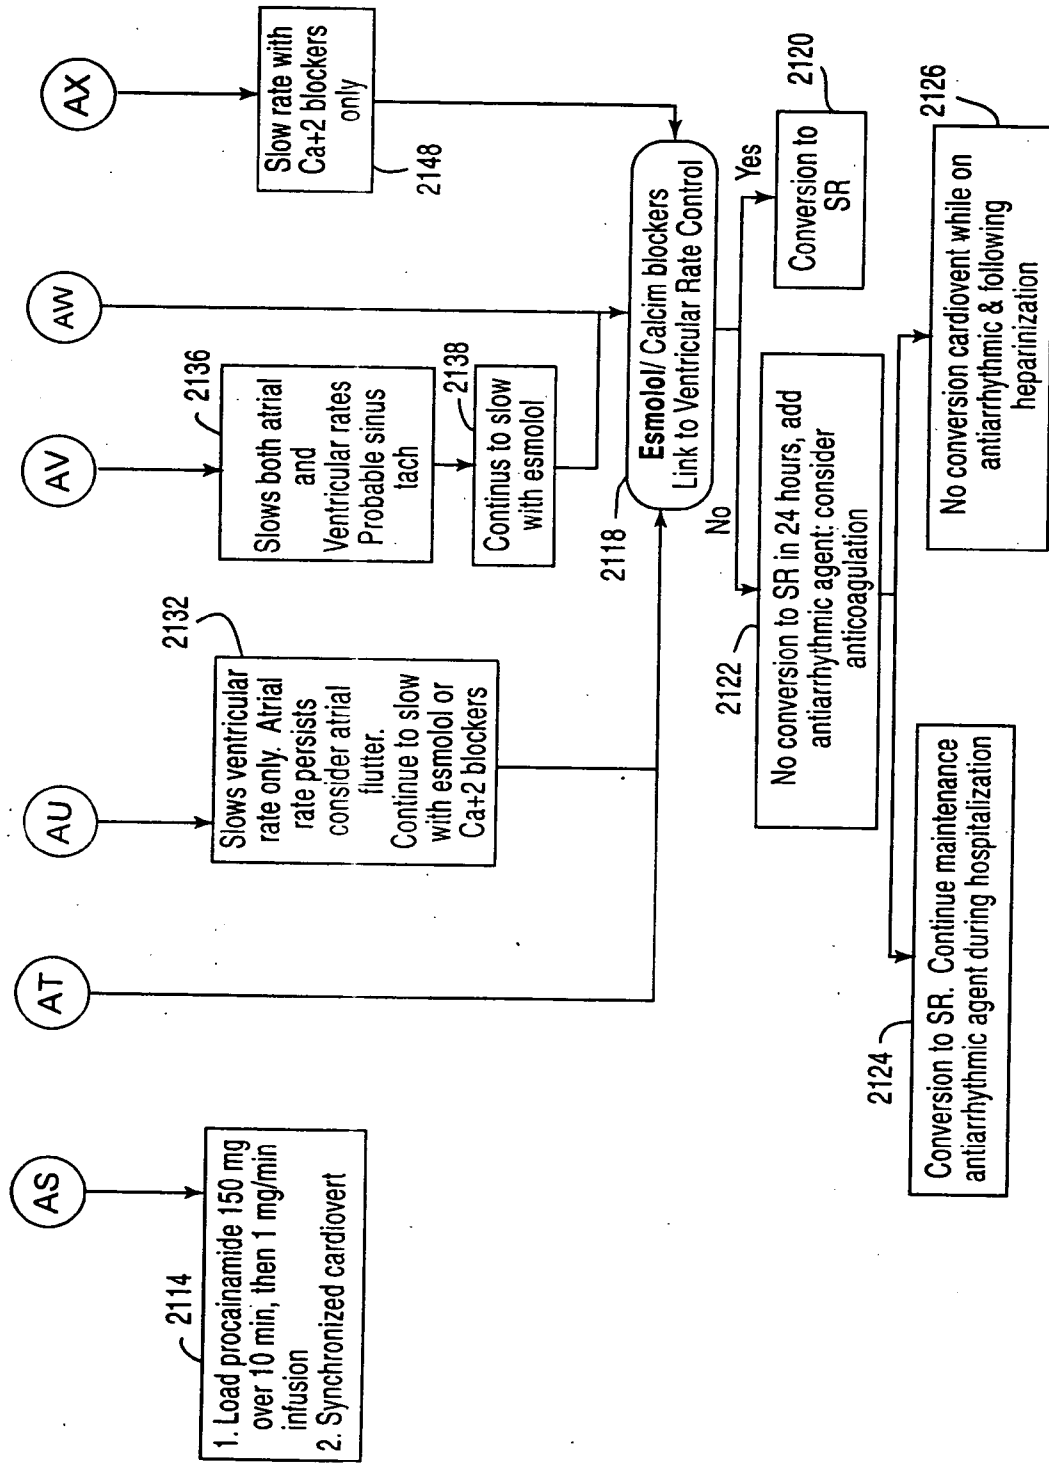 AS
2114
1. Load procainamide 150 mg
over 10 min, then 1 mg/min
infusion
2. Synchronized cardiovert
AT
AU
2132
Slows ventricular
rate only. Atrial
rate persists
consider atrial
flutter.
Continue to slow
with esmolol or
Ca+2 blockers
AV
2136
Slows both atrial
and
Ventricular rates
Probable sinus
tach
2138
Continus to slow
with esmolol
AW
AX
Slow rate with
Ca+2 blockers
only
2148
2118
Esmolol/ Calcim blockers
Link to Ventricular Rate Control
No
Yes
2122
No conversion to SR in 24 hours, add
antiarrhythmic agent; consider
anticoagulation
2120
Conversion to
SR
2124
Conversion to SR. Continue maintenance
antiarrhythmic agent during hospitalization
2126
No conversion cardiovent while on
antiarrhythmic & following
heparinization